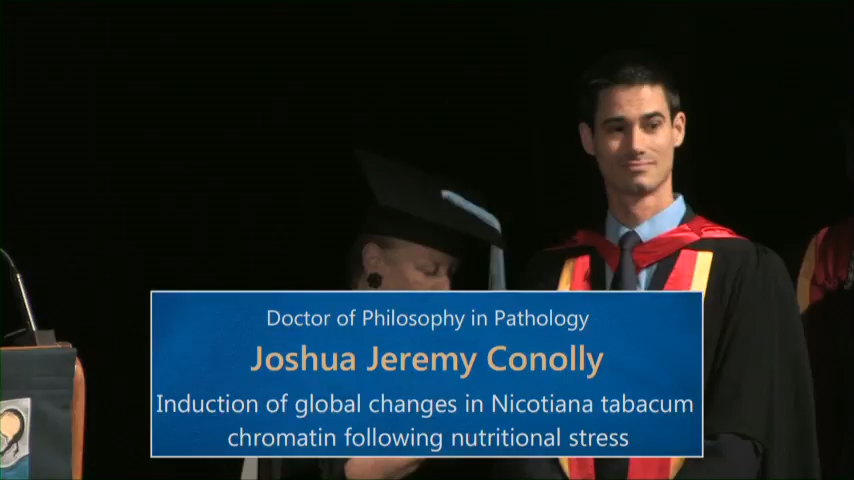 Doctor of Philosophy in Pathology
Joshua Jeremy Conolly
Induction of global changes in Nicotiana tabacum
chromatin following nutritional stress